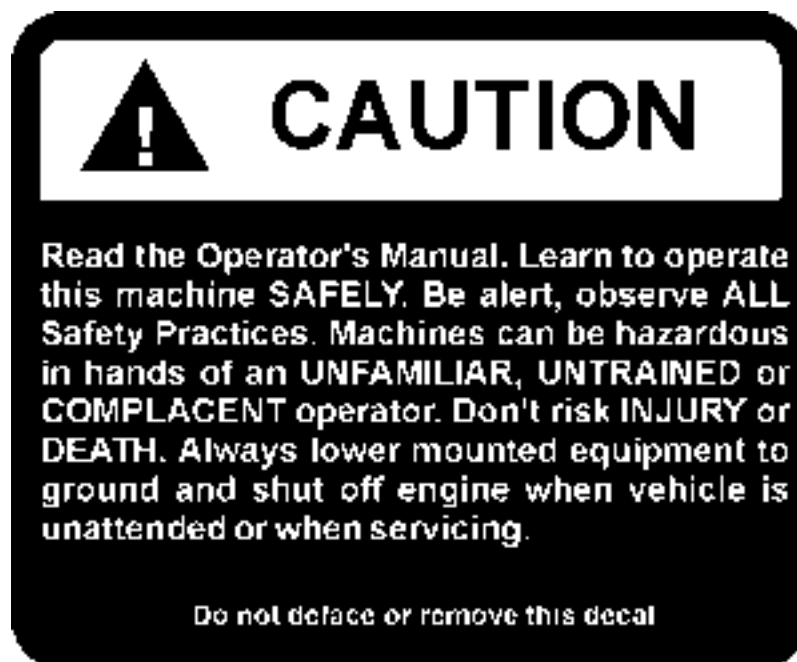 CAUTION
Read the Operator's Manual. Learn to operate
this machine SAFELY. Be alert, observe ALL
Safety Practices. Machines can be hazardous
in hands of an UNFAMILIAR, UNTRAINED or
COMPLACENT operator. Don't risk INJURY or
DEATH. Always lower mounted equipment to
ground and shut off engine when vehicle is
unattended or when servicing.
Do not deface or remove this decal